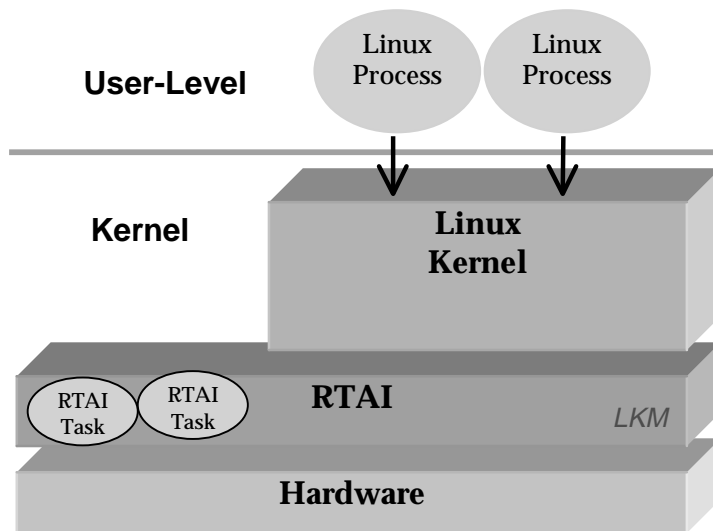 Linux
Process
Linux
Process
User-Level
Kernel
Linux
Kernel
RTAI
Task
RTAI
Task
RTAI
LKM
Hardware